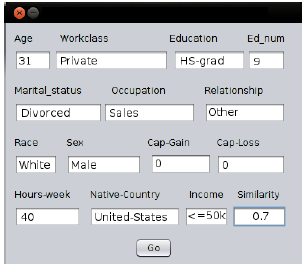 Age Workclass Education Ed_num
31 Private HS-grad 9
Marital_status Occupation Relationship
Divorced Sales Other
Race Sex Cap-Gain Cap-Loss
White Male 0 0
Hours-week Native-Country Income Similarity
40 United-States <=50k 0.7
Go